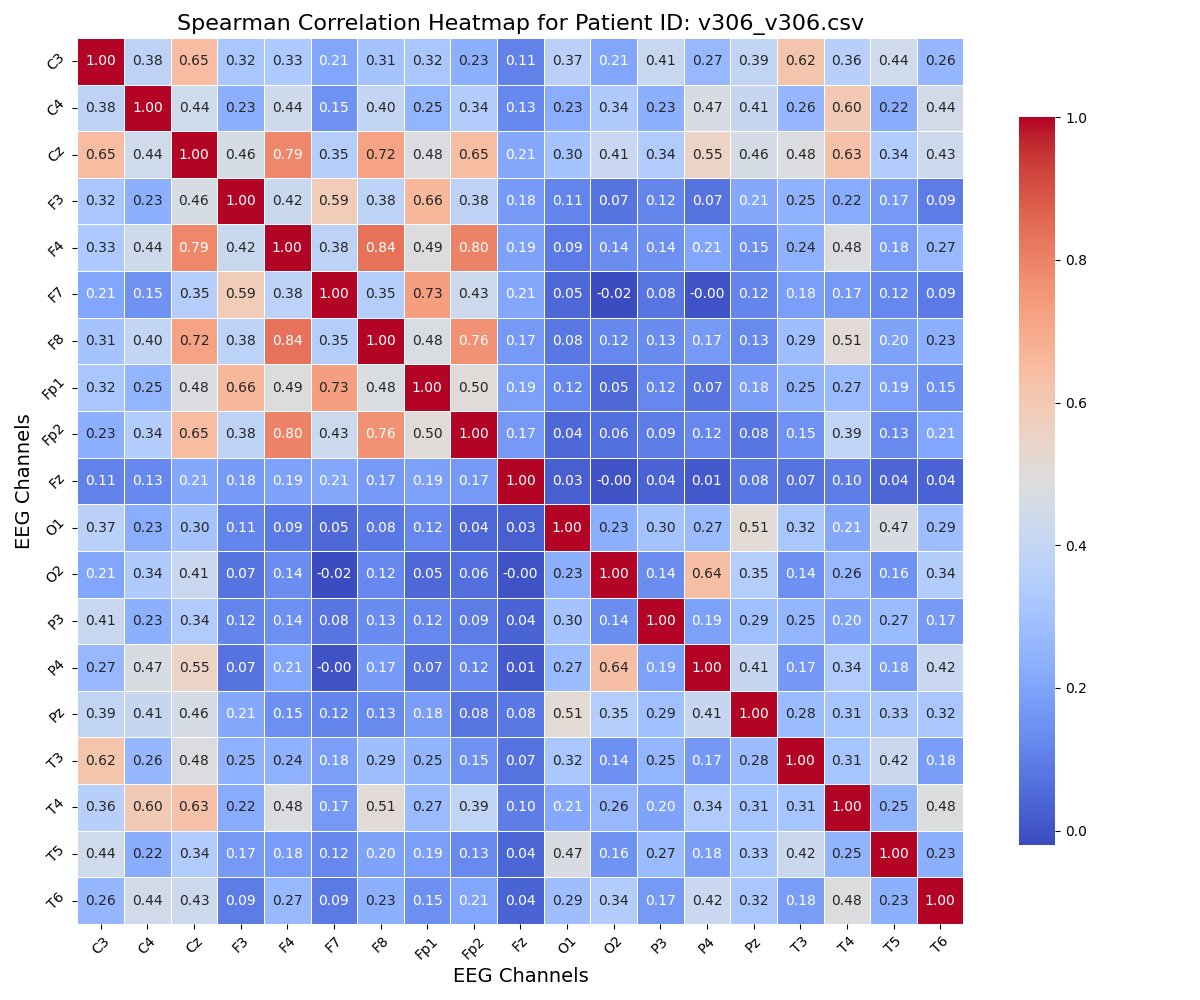 Spearman Correlation Heatmap for Patient ID: v306_v306.csv
C3 1.00 0.38 0.65 0.32 0.33 0.21 0.31 0.32 0.23 0.11 0.37 0.21 0.41 0.27 0.39 0.62 0.36 0.44 0.26
C4 0.38 1.00 0.44 0.23 0.44 0.15 0.40 0.25 0.34 0.13 0.23 0.34 0.23 0.47 0.41 0.26 0.60 0.22 0.44
Cz 0.65 0.44 1.00 0.46 0.79 0.35 0.72 0.48 0.65 0.21 0.30 0.41 0.34 0.55 0.46 0.48 0.63 0.34 0.43
F3 0.32 0.23 0.46 1.00 0.42 0.59 0.38 0.66 0.38 0.18 0.11 0.07 0.12 0.07 0.21 0.25 0.22 0.17 0.09
F4 0.33 0.44 0.79 0.42 1.00 0.38 0.84 0.49 0.80 0.19 0.09 0.14 0.14 0.21 0.15 0.24 0.48 0.18 0.27
F7 0.21 0.15 0.35 0.59 0.38 1.00 0.35 0.73 0.43 0.21 0.05 -0.02 0.08 -0.00 0.12 0.18 0.17 0.12 0.09
F8 0.31 0.40 0.72 0.38 0.84 0.35 1.00 0.48 0.76 0.17 0.08 0.12 0.13 0.17 0.13 0.29 0.51 0.20 0.23
Fp1 0.32 0.25 0.48 0.66 0.49 0.73 0.48 1.00 0.50 0.19 0.12 0.05 0.12 0.07 0.18 0.25 0.27 0.19 0.15
Fp2 0.23 0.34 0.65 0.38 0.80 0.43 0.76 0.50 1.00 0.17 0.04 0.06 0.09 0.12 0.08 0.15 0.39 0.13 0.21
Fz 0.11 0.13 0.21 0.18 0.19 0.21 0.17 0.19 0.17 1.00 0.03 -0.00 0.04 0.01 0.08 0.07 0.10 0.04 0.04
O1 0.37 0.23 0.30 0.11 0.09 0.05 0.08 0.12 0.04 0.03 1.00 0.23 0.30 0.27 0.51 0.32 0.21 0.47 0.29
O2 0.21 0.34 0.41 0.07 0.14 -0.02 0.12 0.05 0.06 -0.00 0.23 1.00 0.14 0.64 0.35 0.14 0.26 0.16 0.34
P3 0.41 0.23 0.34 0.12 0.14 0.08 0.13 0.12 0.09 0.04 0.30 0.14 1.00 0.19 0.29 0.25 0.20 0.27 0.17
P4 0.27 0.47 0.55 0.07 0.21 -0.00 0.17 0.07 0.12 0.01 0.27 0.64 0.19 1.00 0.41 0.17 0.34 0.18 0.42
Pz 0.39 0.41 0.46 0.21 0.15 0.12 0.13 0.18 0.08 0.08 0.51 0.35 0.29 0.41 1.00 0.28 0.31 0.33 0.32
T3 0.62 0.26 0.48 0.25 0.24 0.18 0.29 0.25 0.15 0.07 0.32 0.14 0.25 0.17 0.28 1.00 0.31 0.42 0.18
T4 0.36 0.60 0.63 0.22 0.48 0.17 0.51 0.27 0.39 0.10 0.21 0.26 0.20 0.34 0.31 0.31 1.00 0.25 0.48
T5 0.44 0.22 0.34 0.17 0.18 0.12 0.20 0.19 0.13 0.04 0.47 0.16 0.27 0.18 0.33 0.42 0.25 1.00 0.23
T6 0.26 0.44 0.43 0.09 0.27 0.09 0.23 0.15 0.21 0.04 0.29 0.34 0.17 0.42 0.32 0.18 0.48 0.23 1.00
C3 C4 Cz F3 F4 F7 F8 Fp1 Fp2 Fz O1 O2 P3 P4 Pz T3 T4 T5 T6
EEG Channels
EEG Channels
1.0
0.8
0.6
0.4
0.2
0.0